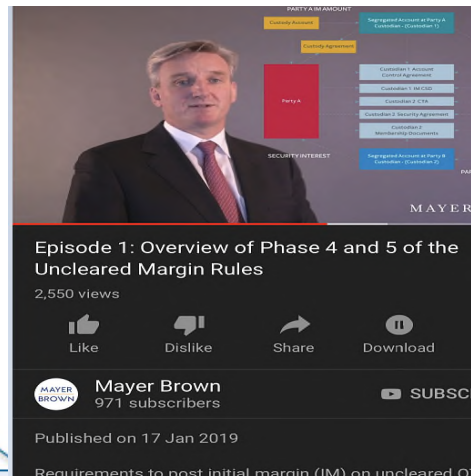 PARTY A IM AMOUNT
Custody Account
Segregated Account at Party A
Custodian - (Custodian 1)
Custody Agreement
Party A
Custodian 1 Account
Control Agreement
Custodian 1 IM CSD
Custodian 2 CTA
Custodian 2 Security Agreement
Custodian 2
Membership Documents
SECURITY INTEREST
Segregated Account at Party B
Custodian - (Custodian 2)
PA
MAYER
Episode 1: Overview of Phase 4 and 5 of the
Uncleared Margin Rules
2,550 views
Like Dislike Share Download
MAYER
BROWN
Mayer Brown
971 subscribers
SUBSC
Published on 17 Jan 2019
Requirements to post initial margin (IM) on uncleared O